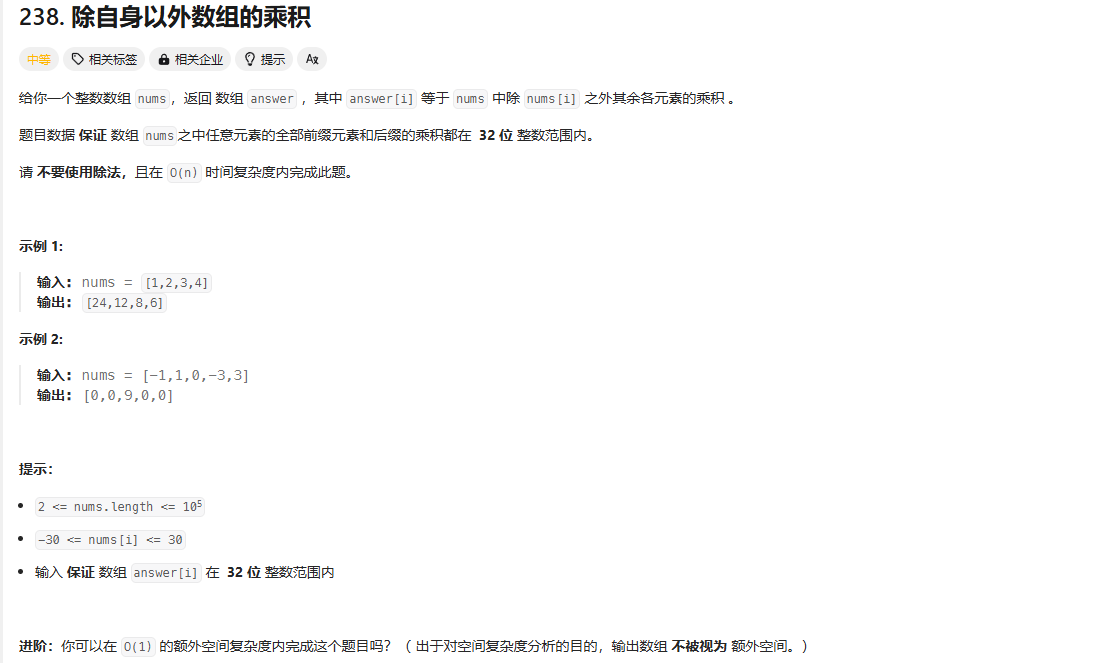 238. 除自身以外数组的乘积
中等 相关标签 相关企业 提示 Aд
给你一个整数数组 nums，返回 数组 answer ，其中 answer[i] 等于 nums 中除 nums[i] 之外其余各元素的乘积 。
题目数据 保证 数组 nums之中任意元素的全部前缀元素和后缀的乘积都在 32 位 整数范围内。
请 不要使用除法，且在 O(n) 时间复杂度内完成此题。
示例 1:
输入: nums = [1,2,3,4]
输出: [24,12,8,6]
示例 2:
输入: nums = [-1,1,0,-3,3]
输出: [0,0,9,0,0]
提示：
• 2 <= nums.length <= 10⁵
• -30 <= nums[i] <= 30
• 输入 保证 数组 answer[i] 在 32 位 整数范围内
进阶：你可以在 O(1) 的额外空间复杂度内完成这个题目吗？（ 出于对空间复杂度分析的目的，输出数组 不被视为 额外空间。）